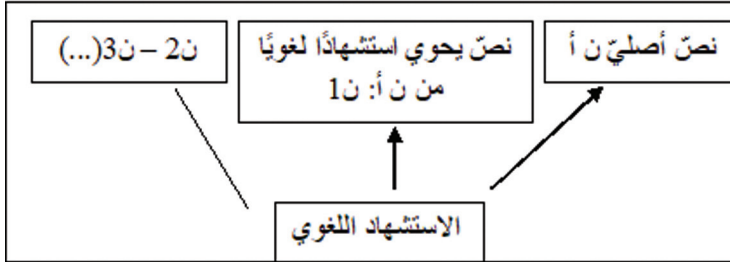 نصّ أصليّ ن أ
نصّ يحوي استشهادًا لغويًا
من ن أ: ن1
ن2 – ن3(...)
الاستشهاد اللغوي